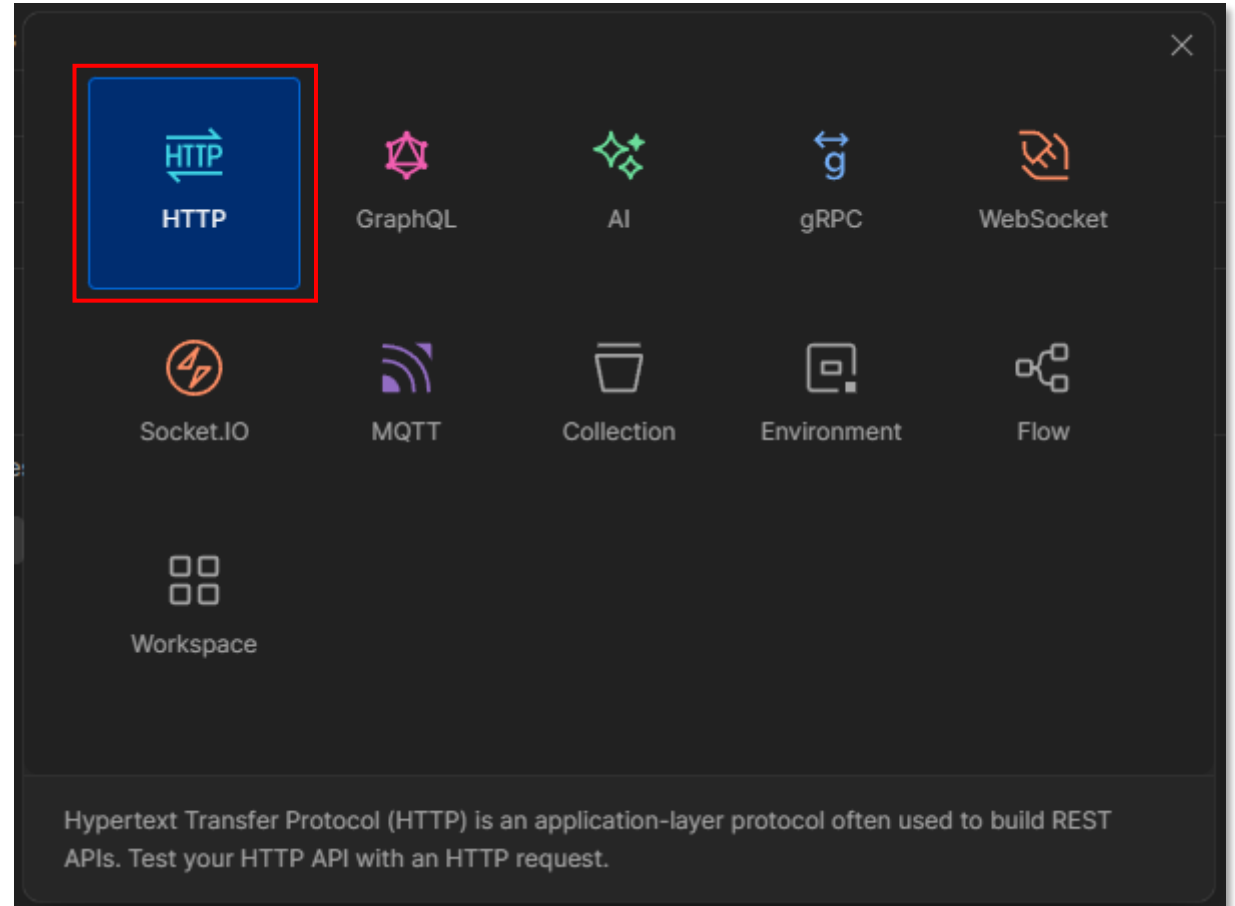 HTTP
HTTP
GraphQL
AI
g
gRPC
WebSocket
Socket.IO
MQTT
Collection
Environment
Flow
Workspace
Hypertext Transfer Protocol (HTTP) is an application-layer protocol often used to build REST
APIs. Test your HTTP API with an HTTP request.